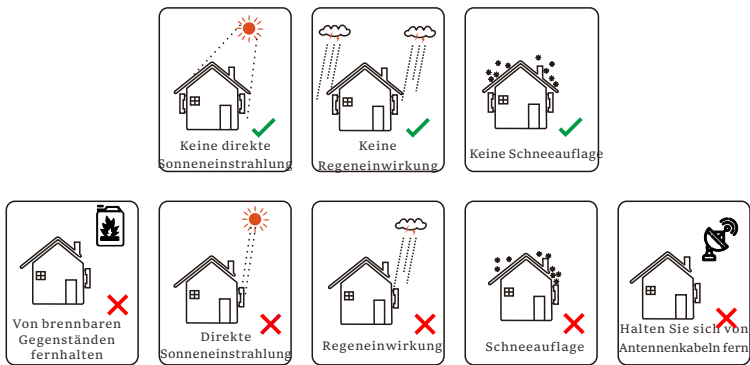 Keine direkte
Sonneneinstrahlung
Keine
Regeneinwirkung
Keine Schneeauflage
Von brennbaren
Gegenständen
fernhalten
Direkte
Sonneneinstrahlung
Regeneinwirkung
Schneeauflage
Halten Sie sich von
Antennenkabeln fern